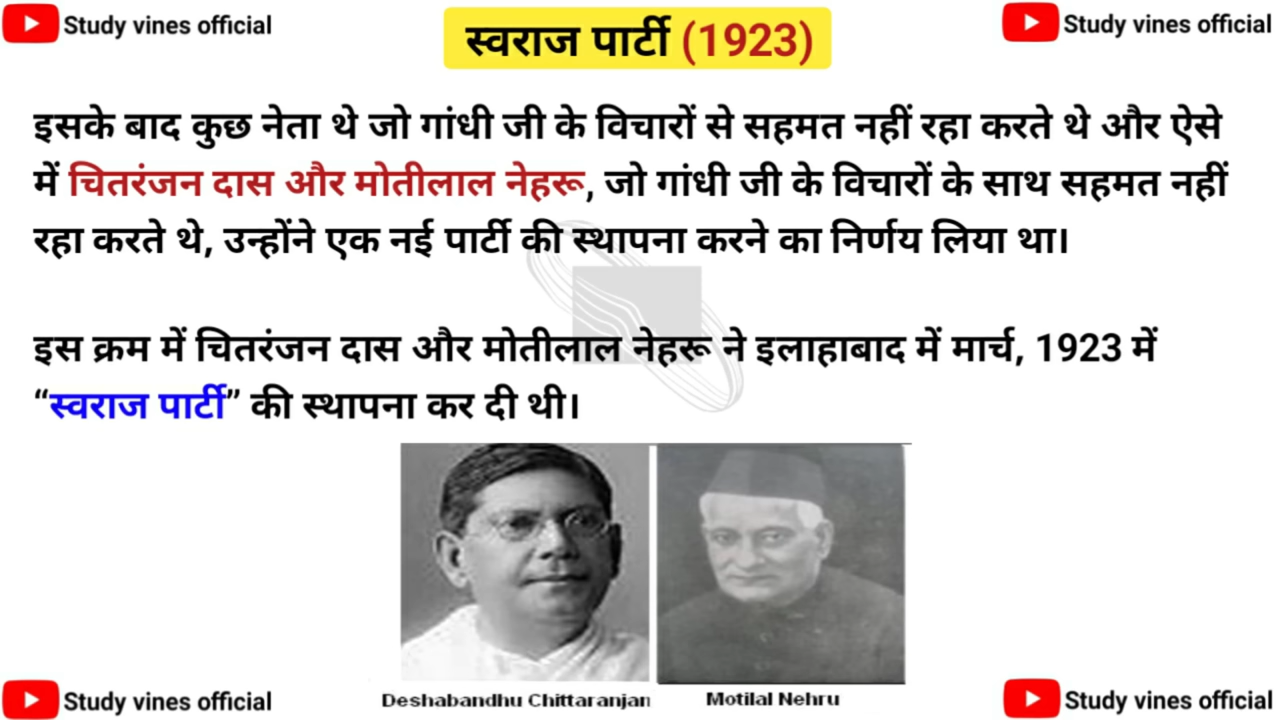 Study vines official
स्वराज पार्टी (1923)
Study vines official
इसके बाद कुछ नेता थे जो गांधी जी के विचारों से सहमत नहीं रहा करते थे और ऐसे
में चितरंजन दास और मोतीलाल नेहरू, जो गांधी जी के विचारों के साथ सहमत नहीं
रहा करते थे, उन्होंने एक नई पार्टी की स्थापना करने का निर्णय लिया था।
इस क्रम में चितरंजन दास और मोतीलाल नेहरू ने इलाहाबाद में मार्च, 1923 में
“स्वराज पार्टी” की स्थापना कर दी थी।
Deshabandhu Chittaranjan
Motilal Nehru
Study vines official
Study vines official